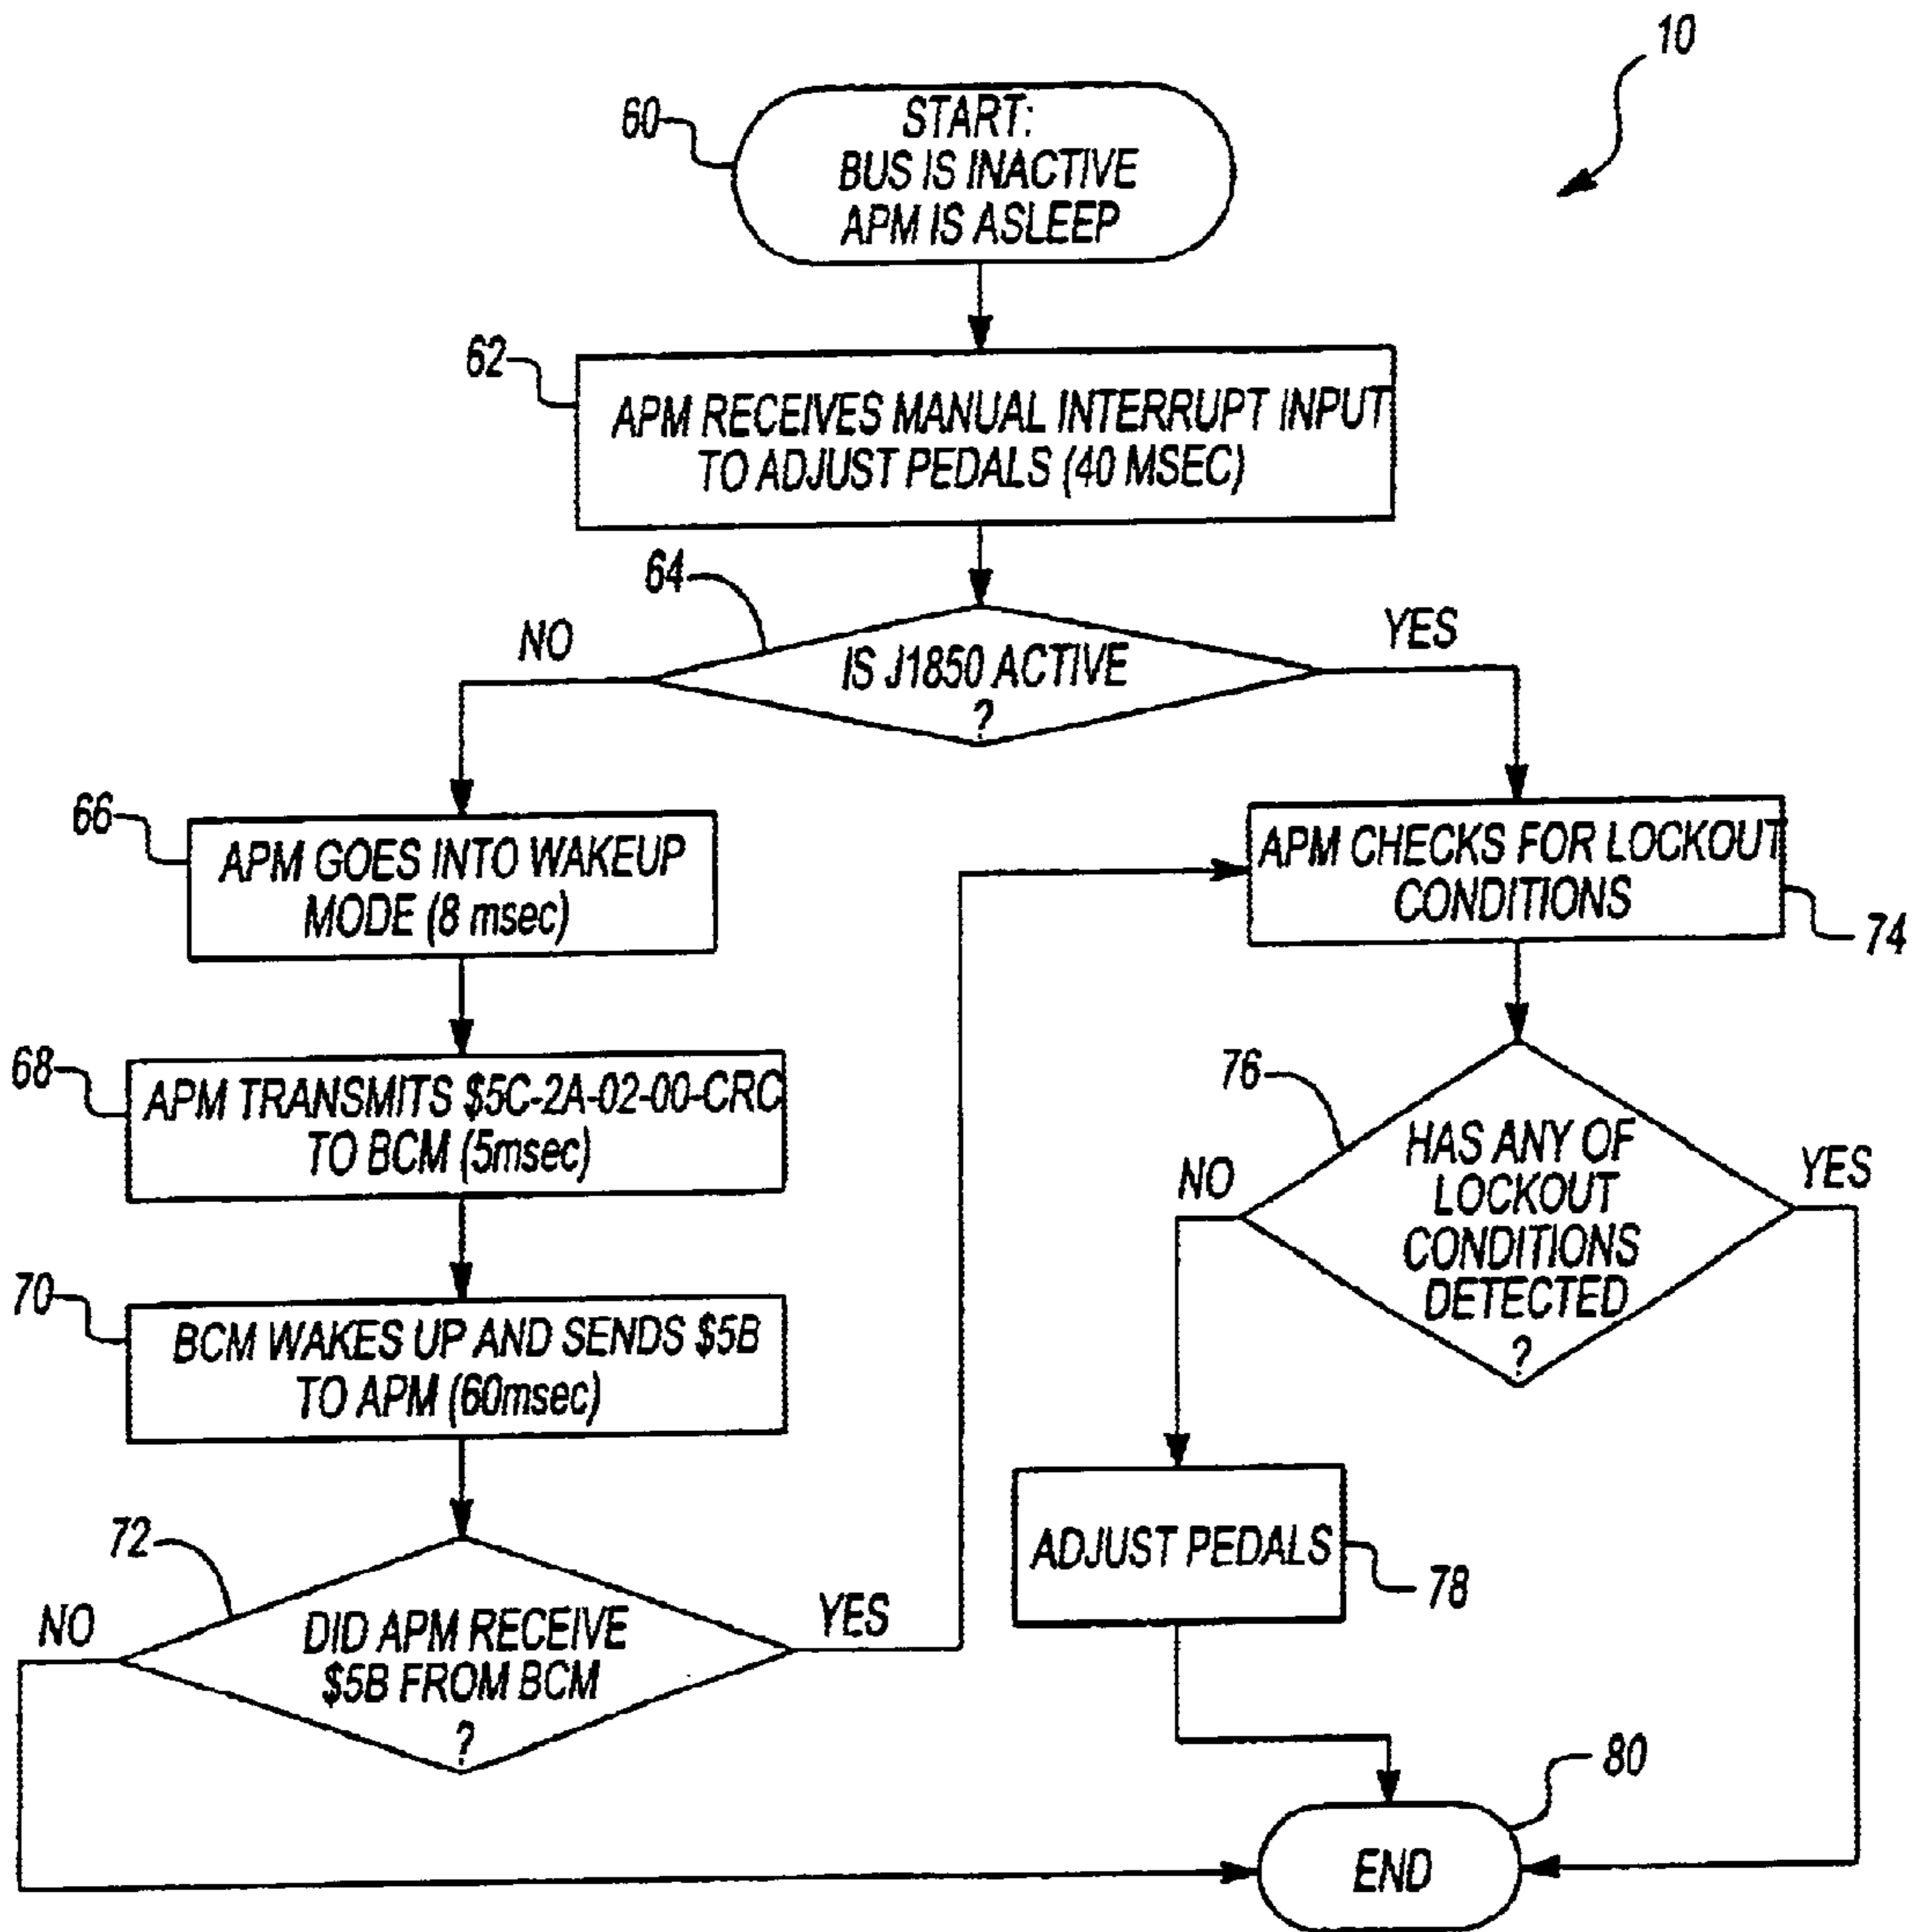 10
60
START:
BUS IS INACTIVE
APM IS ASLEEP
62
APM RECEIVES MANUAL INTERRUPT INPUT
TO ADJUST PEDALS (40 MSEC)
64
NO
IS J1850 ACTIVE
?
YES
66
APM GOES INTO WAKEUP
MODE (8 msec)
APM CHECKS FOR LOCKOUT
CONDITIONS
74
68
APM TRANSMITS $5C-2A-02-00-CRC
TO BCM (5msec)
76
NO
HAS ANY OF
LOCKOUT
CONDITIONS
DETECTED
?
YES
70
BCM WAKES UP AND SENDS $5B
TO APM (60msec)
72
NO
DID APM RECEIVE
$5B FROM BCM
?
YES
ADJUST PEDALS
78
80
END